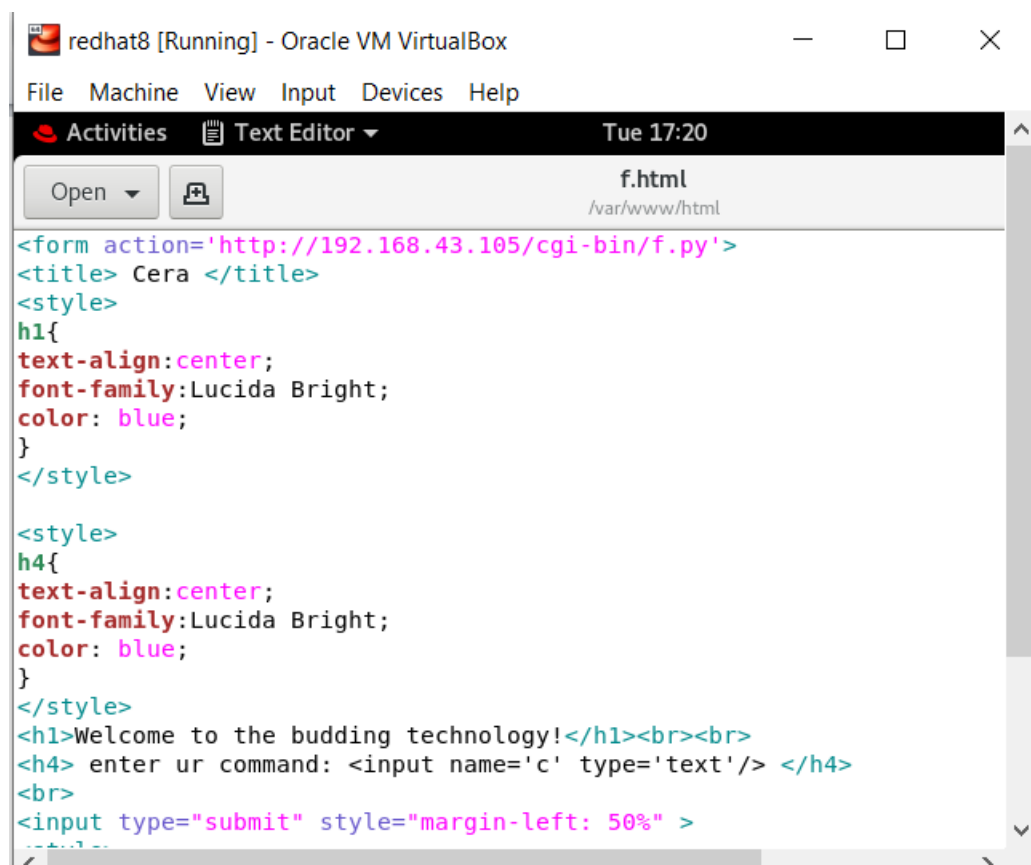 redhat8 [Running] - Oracle VM VirtualBox
File Machine View Input Devices Help
Activities Text Editor Tue 17:20
Open f.html
/var/www/html
<form action='http://192.168.43.105/cgi-bin/f.py'>
<title> Cera </title>
<style>
h1{
text-align:center;
font-family:Lucida Bright;
color: blue;
}
</style>

<style>
h4{
text-align:center;
font-family:Lucida Bright;
color: blue;
}
</style>
<h1>Welcome to the budding technology!</h1><br><br>
<h4> enter ur command: <input name='c' type='text'/> </h4>
<br>
<input type="submit" style="margin-left: 50%" >